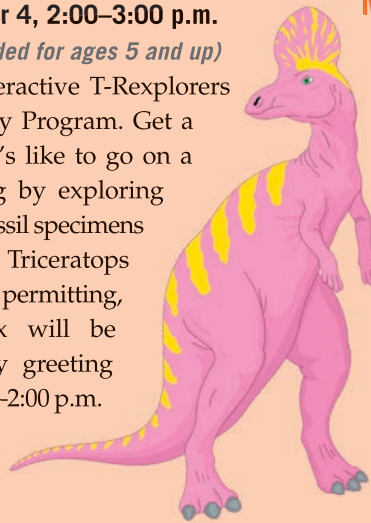 r 4, 2:00–3:00 p.m.
ded for ages 5 and up)
eractive T-Rexplorers
y Program. Get a
’s like to go on a
g by exploring
ssil specimens
Triceratops
permitting,
x will be
y greeting
–2:00 p.m.